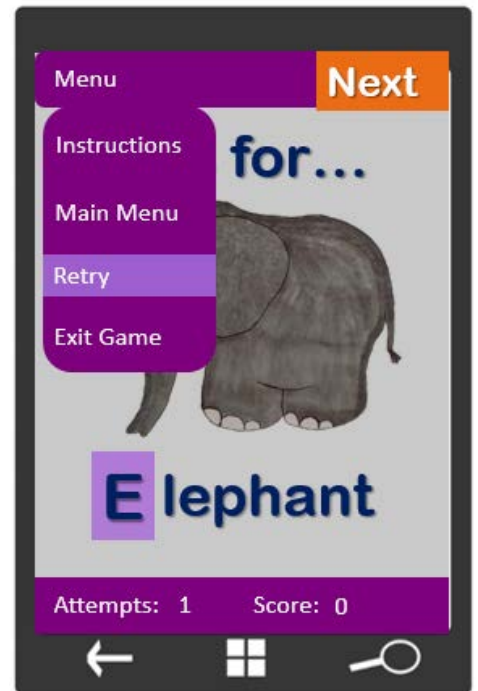 Menu
Next
Instructions
for...
Main Menu
Retry
Exit Game
E lephant
Attempts: 1 Score: 0